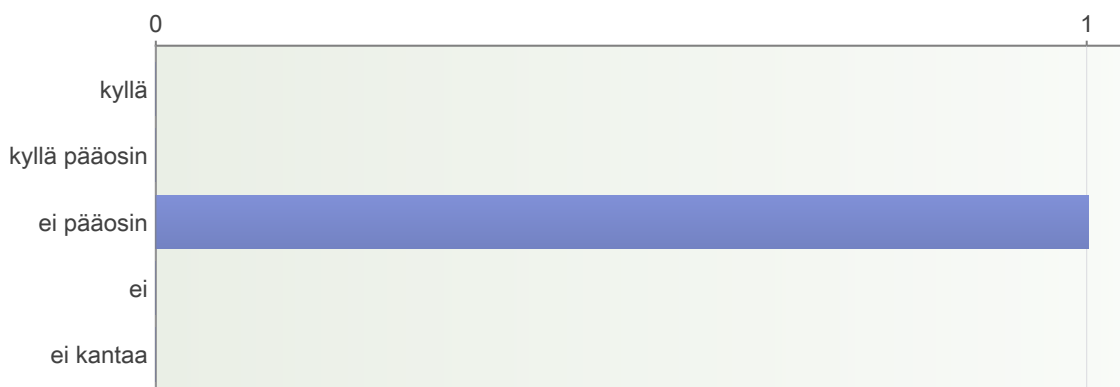 0 1
kyllä
kyllä pääosin
ei pääosin
ei
ei kantaa